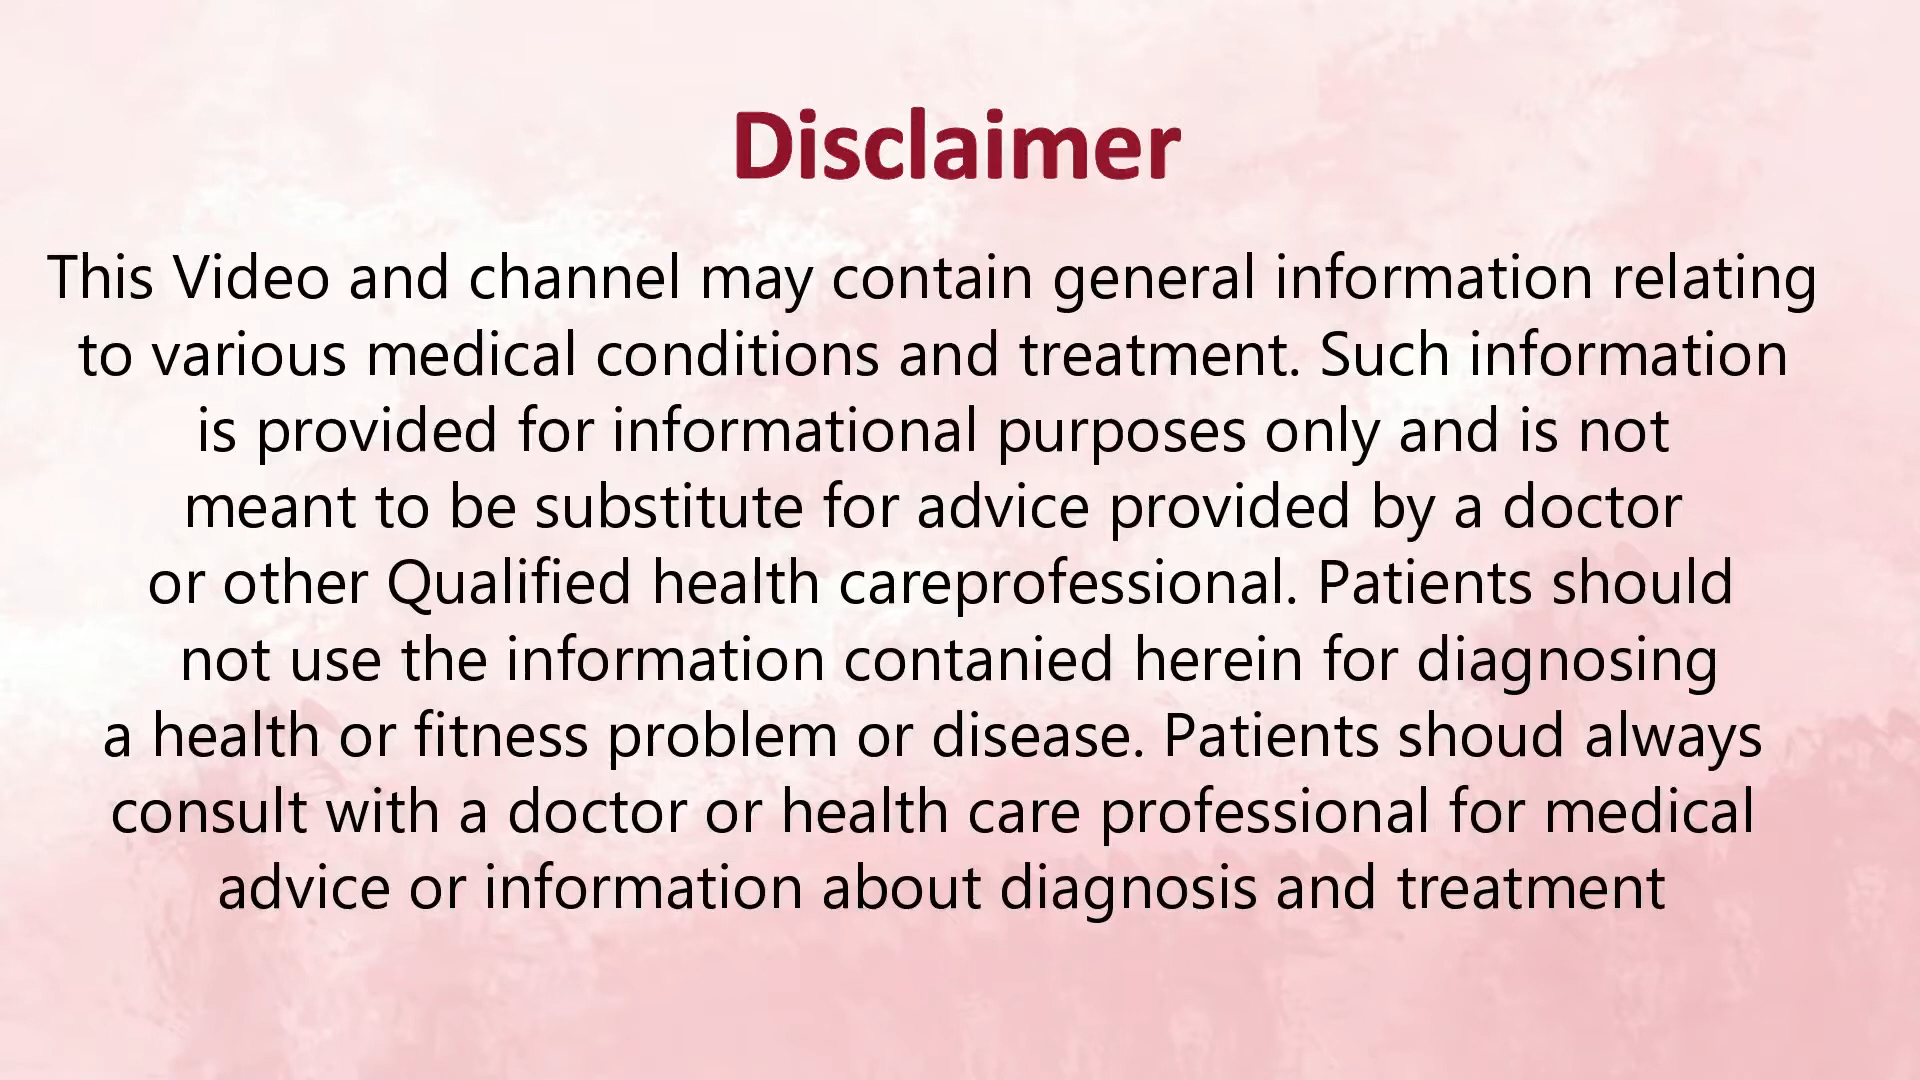 Disclaimer
This Video and channel may contain general information relating
to various medical conditions and treatment. Such information
is provided for informational purposes only and is not
meant to be substitute for advice provided by a doctor
or other Qualified health careprofessional. Patients should
not use the information contanied herein for diagnosing
a health or fitness problem or disease. Patients shoud always
consult with a doctor or health care professional for medical
advice or information about diagnosis and treatment